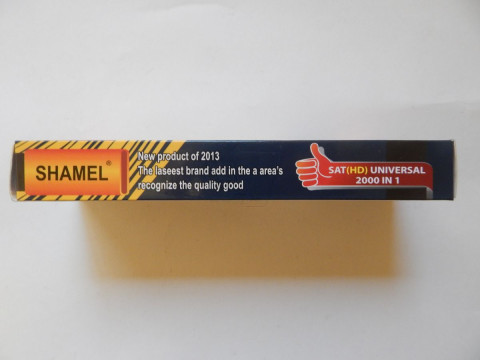 SHAMEL®
New product of 2013
The laseest brand add in the a area's
recognize the quality good
SAT(HD) UNIVERSAL
2000 IN 1